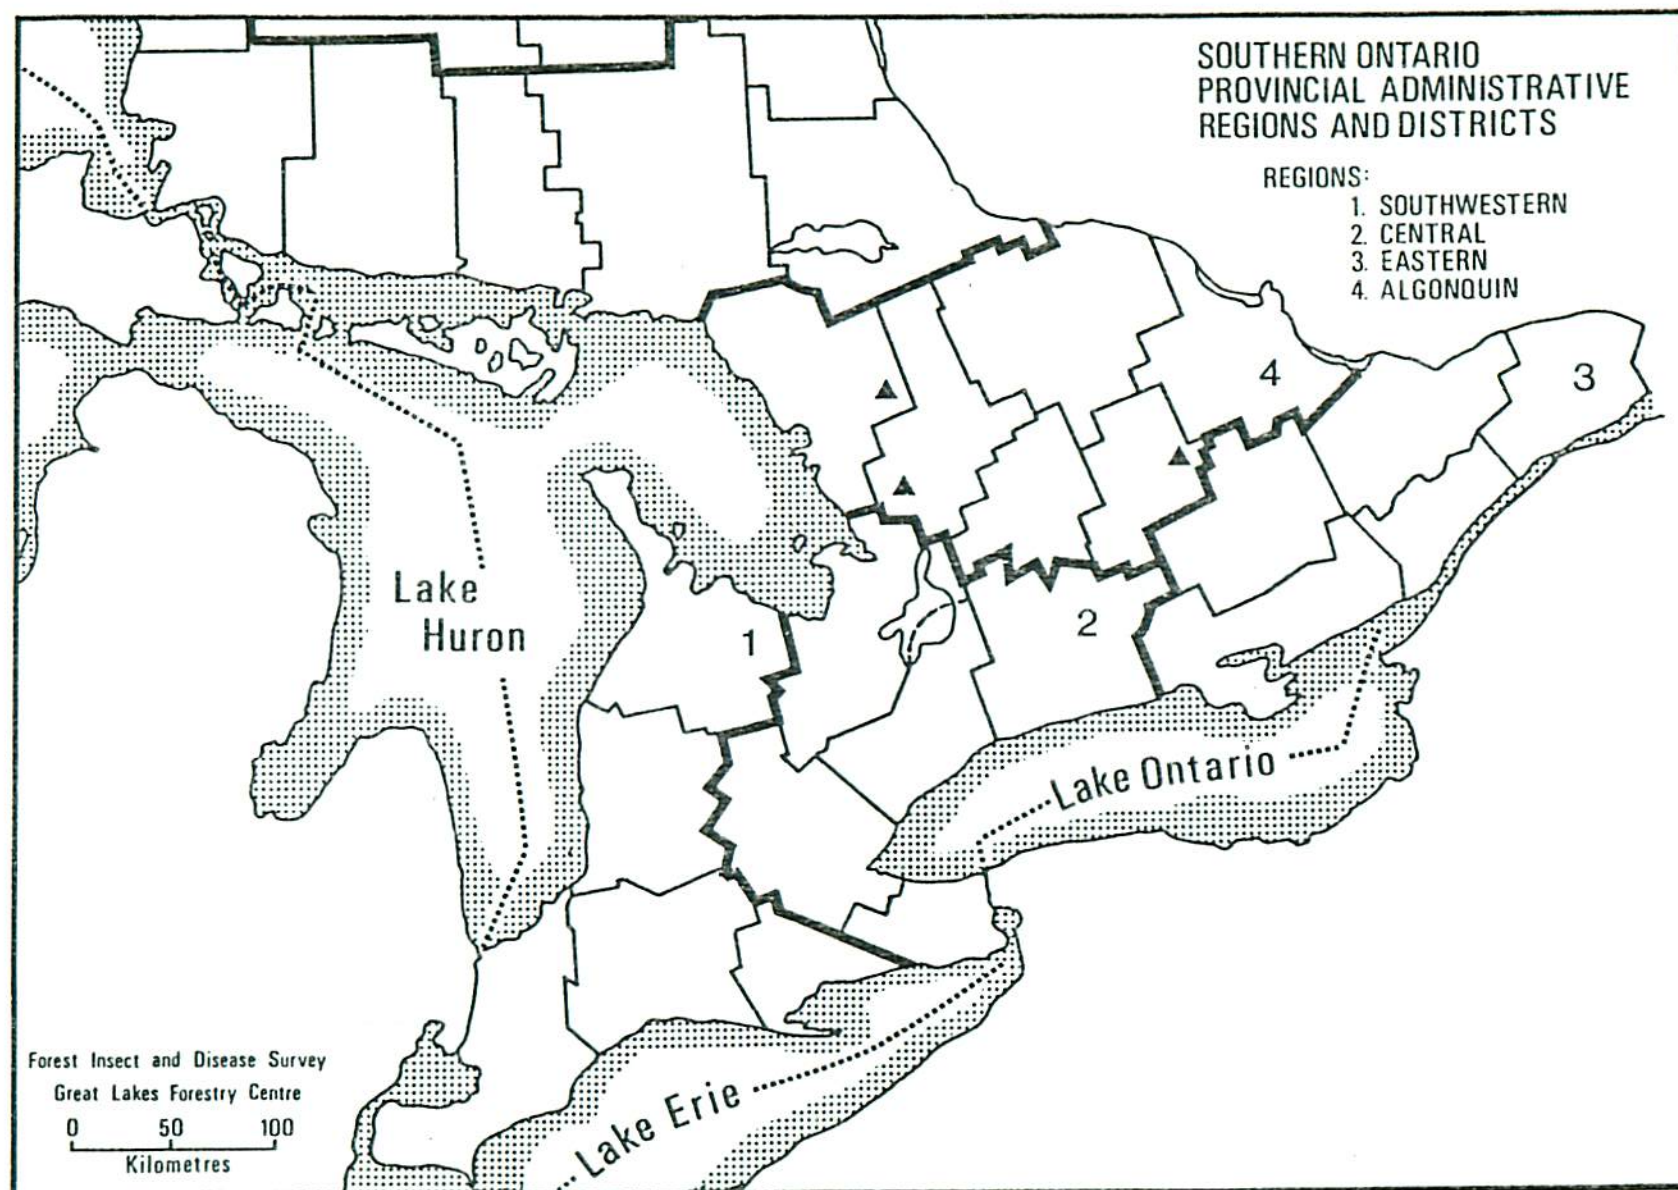 SOUTHERN ONTARIO
PROVINCIAL ADMINISTRATIVE
REGIONS AND DISTRICTS
REGIONS:
1. SOUTHWESTERN
2. CENTRAL
3. EASTERN
4. ALGONQUIN
4
3
Lake
Huron
1
2
Lake Ontario
Lake Erie
Forest Insect and Disease Survey
Great Lakes Forestry Centre
0 50 100
Kilometres